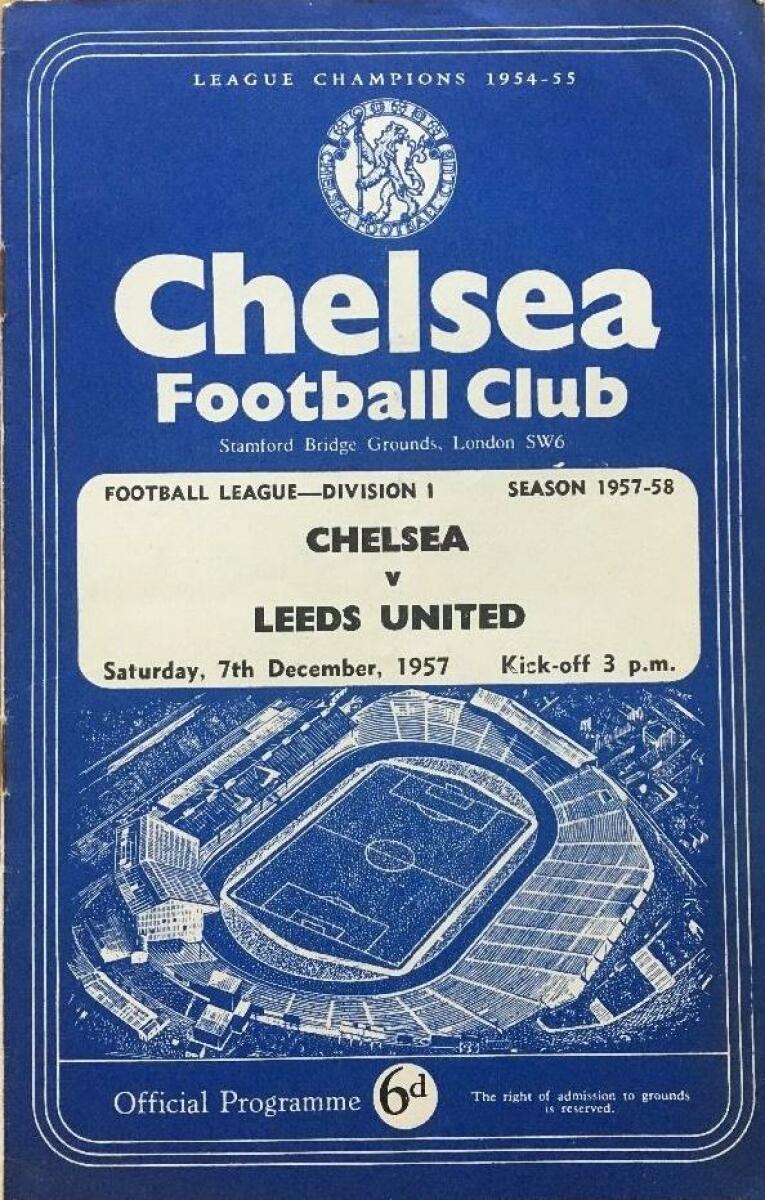 LEAGUE CHAMPIONS 1954-55
CHELSEA FOOTBALL CLUB
Chelsea
Football Club
Stamford Bridge Grounds, London SW6
FOOTBALL LEAGUE—DIVISION 1 SEASON 1957-58
CHELSEA
v
LEEDS UNITED
Saturday, 7th December, 1957 Kick-off 3 p.m.
Official Programme 6d The right of admission to grounds
is reserved.